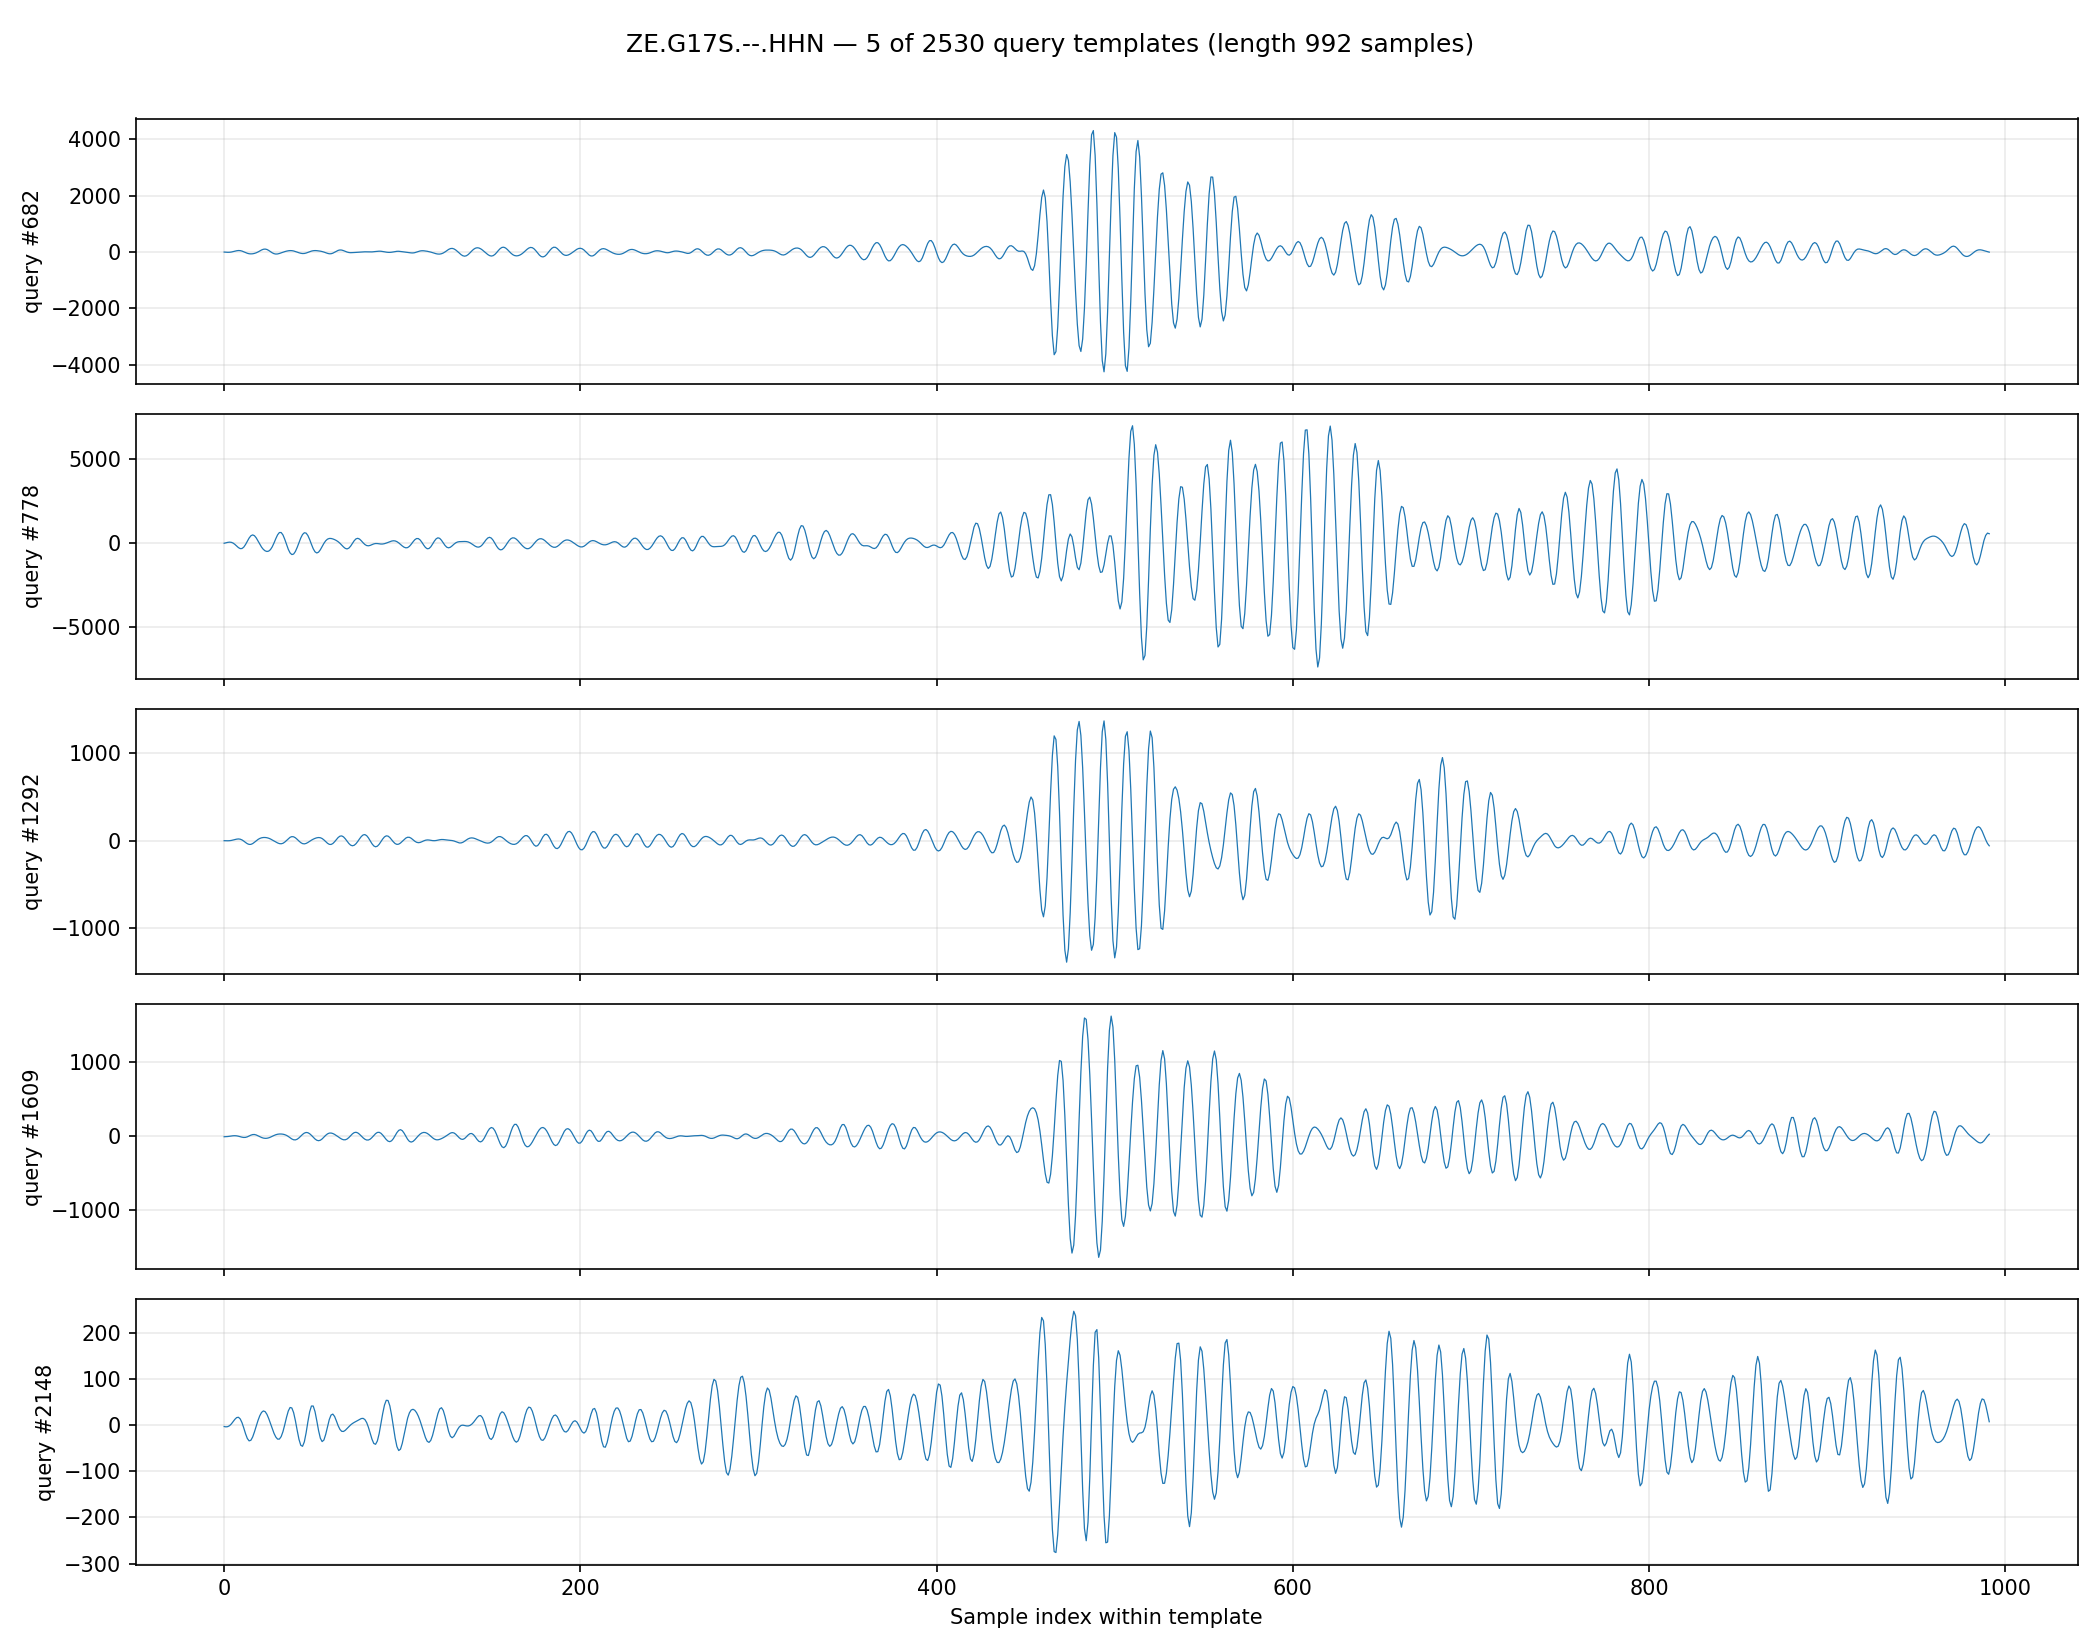 ZE.G17S.--.HHN — 5 of 2530 query templates (length 992 samples)
4000
2000
0
−2000
−4000
query #682
5000
0
−5000
query #778
1000
0
−1000
query #1292
1000
0
−1000
query #1609
200
100
0
−100
−200
−300
query #2148
0 200 400 600 800 1000
Sample index within template